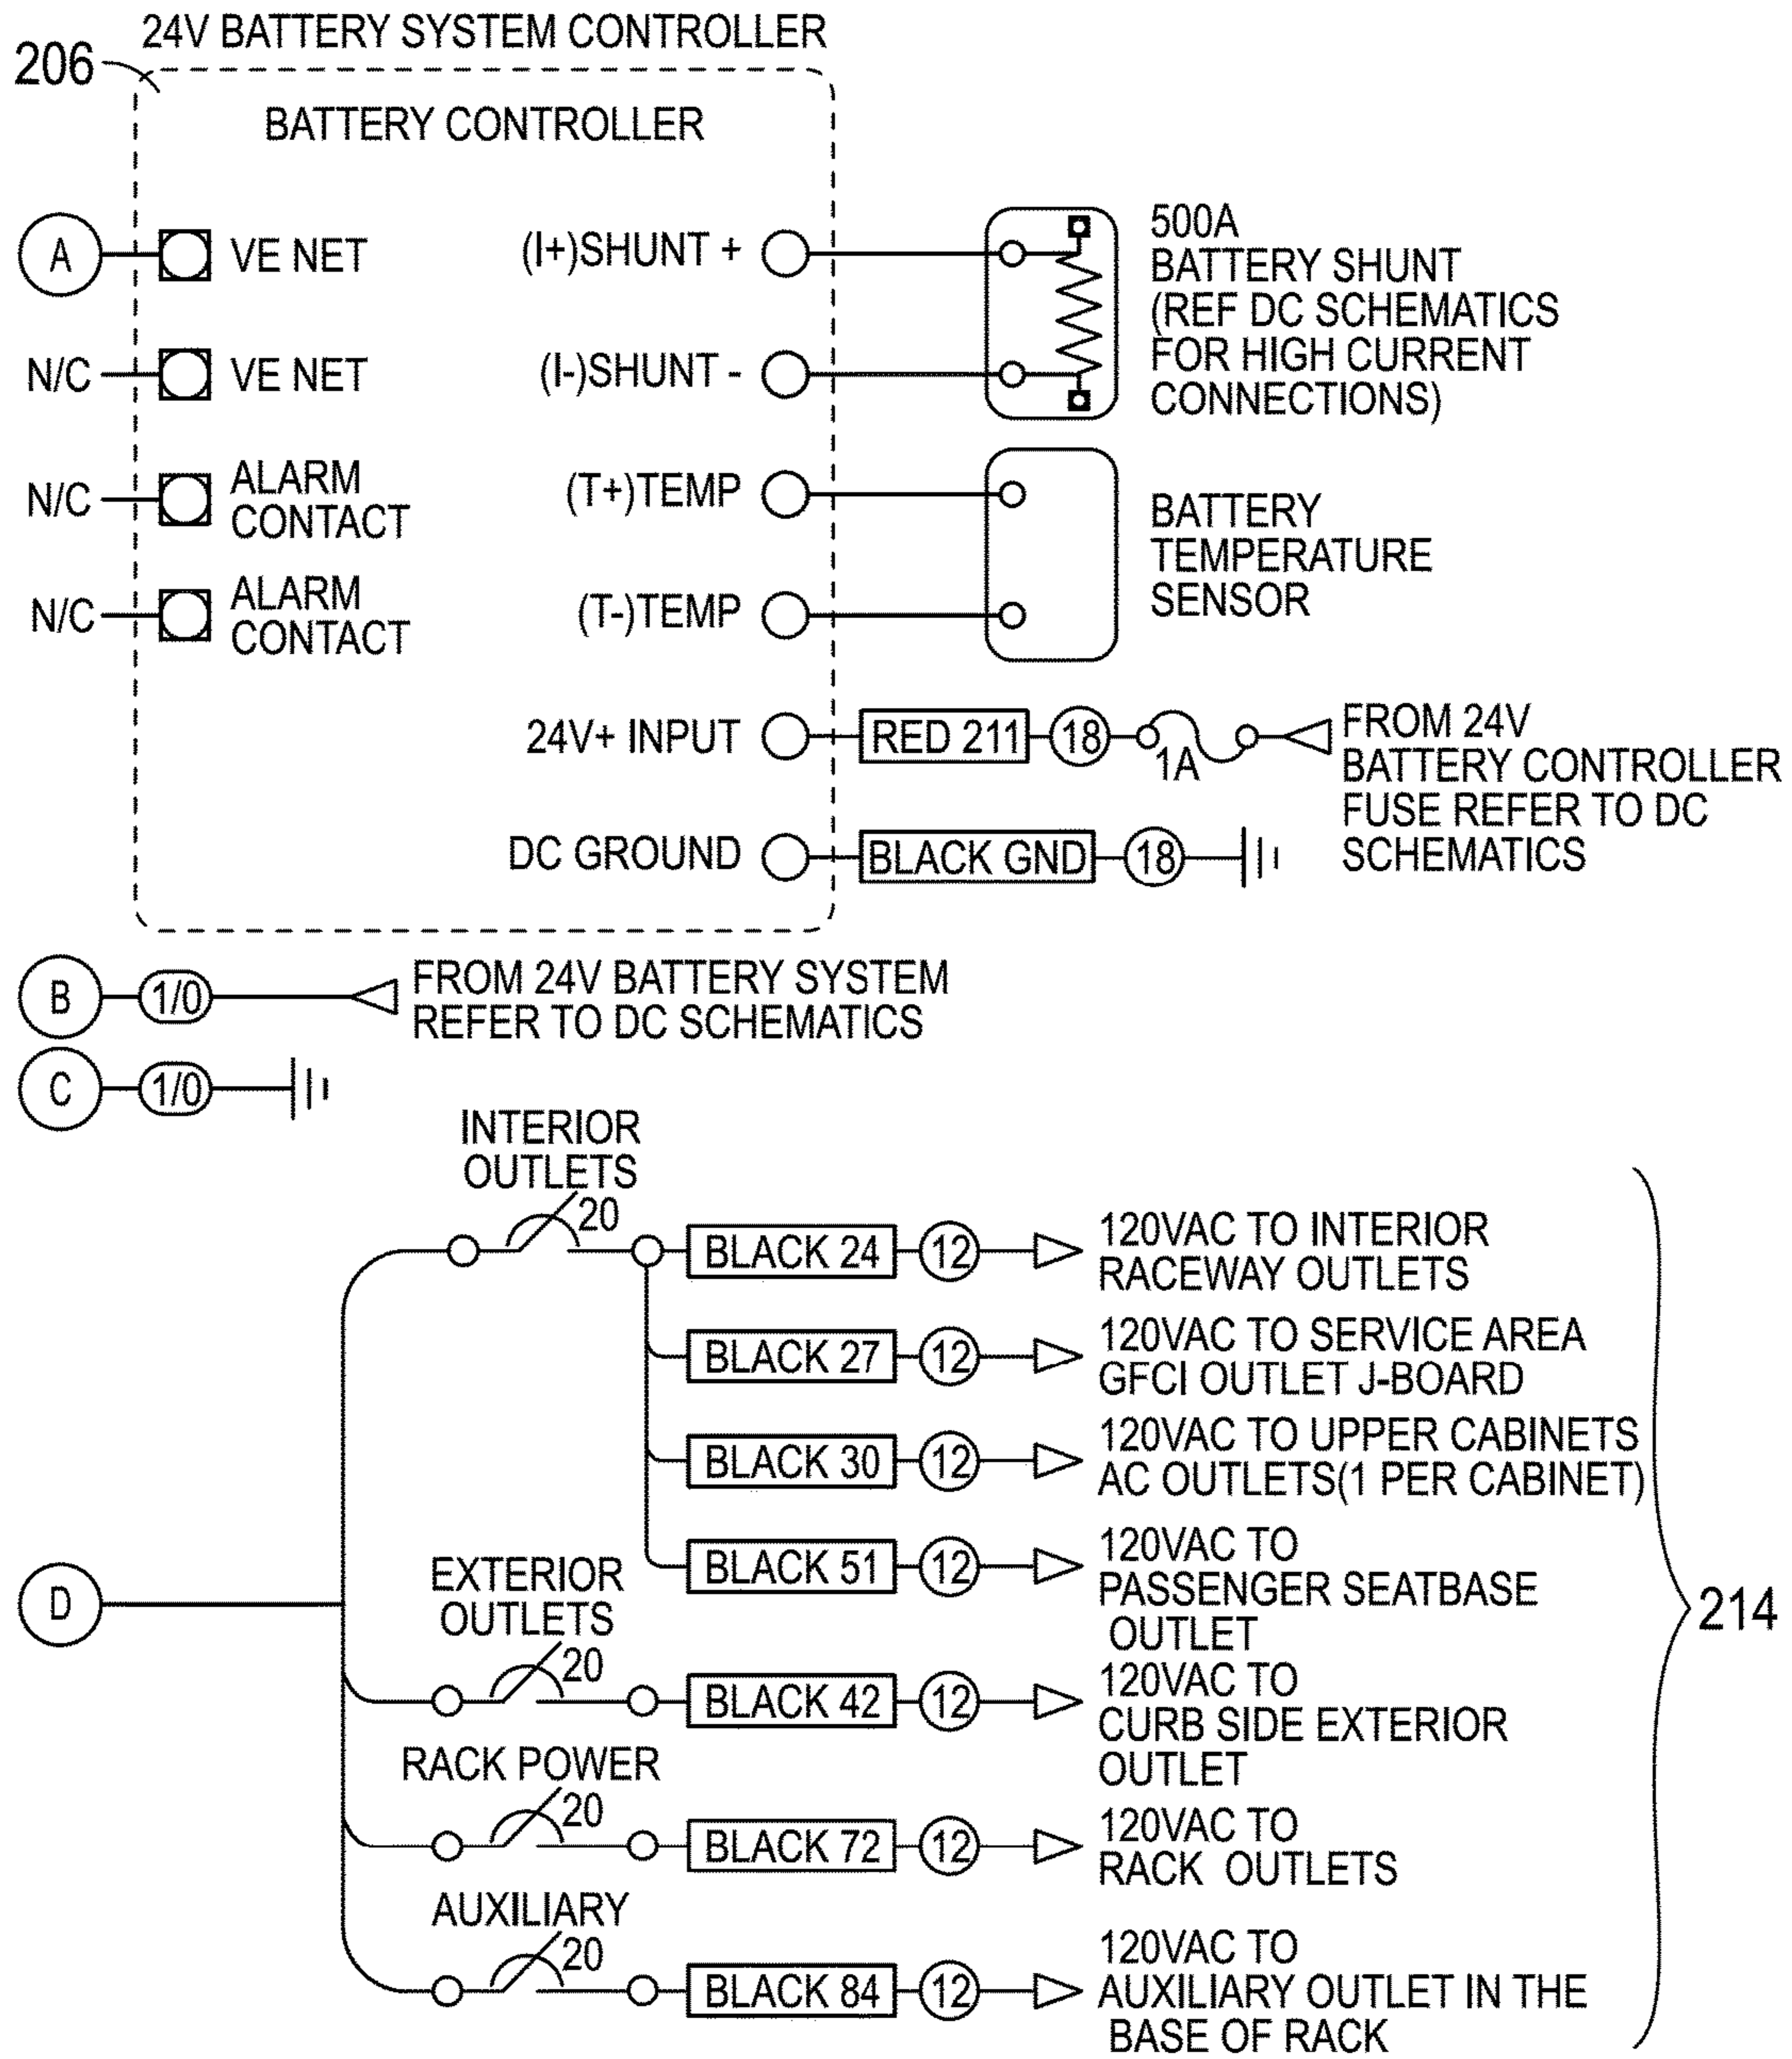 24V BATTERY SYSTEM CONTROLLER
206
BATTERY CONTROLLER
A
VE NET
(I+)SHUNT +
500A
BATTERY SHUNT
(REF DC SCHEMATICS
FOR HIGH CURRENT
CONNECTIONS)
N/C
VE NET
(I-)SHUNT -
N/C
ALARM
CONTACT
(T+)TEMP
BATTERY
TEMPERATURE
SENSOR
N/C
ALARM
CONTACT
(T-)TEMP
24V+ INPUT
RED 211
18
1A
FROM 24V
BATTERY CONTROLLER
FUSE REFER TO DC
SCHEMATICS
DC GROUND
BLACK GND
18
B
1/0
FROM 24V BATTERY SYSTEM
REFER TO DC SCHEMATICS
C
1/0
INTERIOR
OUTLETS
20
BLACK 24
12
120VAC TO INTERIOR
RACEWAY OUTLETS
BLACK 27
12
120VAC TO SERVICE AREA
GFCI OUTLET J-BOARD
BLACK 30
12
120VAC TO UPPER CABINETS
AC OUTLETS(1 PER CABINET)
BLACK 51
12
120VAC TO
PASSENGER SEATBASE
OUTLET
D
214
EXTERIOR
OUTLETS
20
BLACK 42
12
120VAC TO
CURB SIDE EXTERIOR
OUTLET
RACK POWER
20
BLACK 72
12
120VAC TO
RACK OUTLETS
AUXILIARY
20
BLACK 84
12
120VAC TO
AUXILIARY OUTLET IN THE
BASE OF RACK